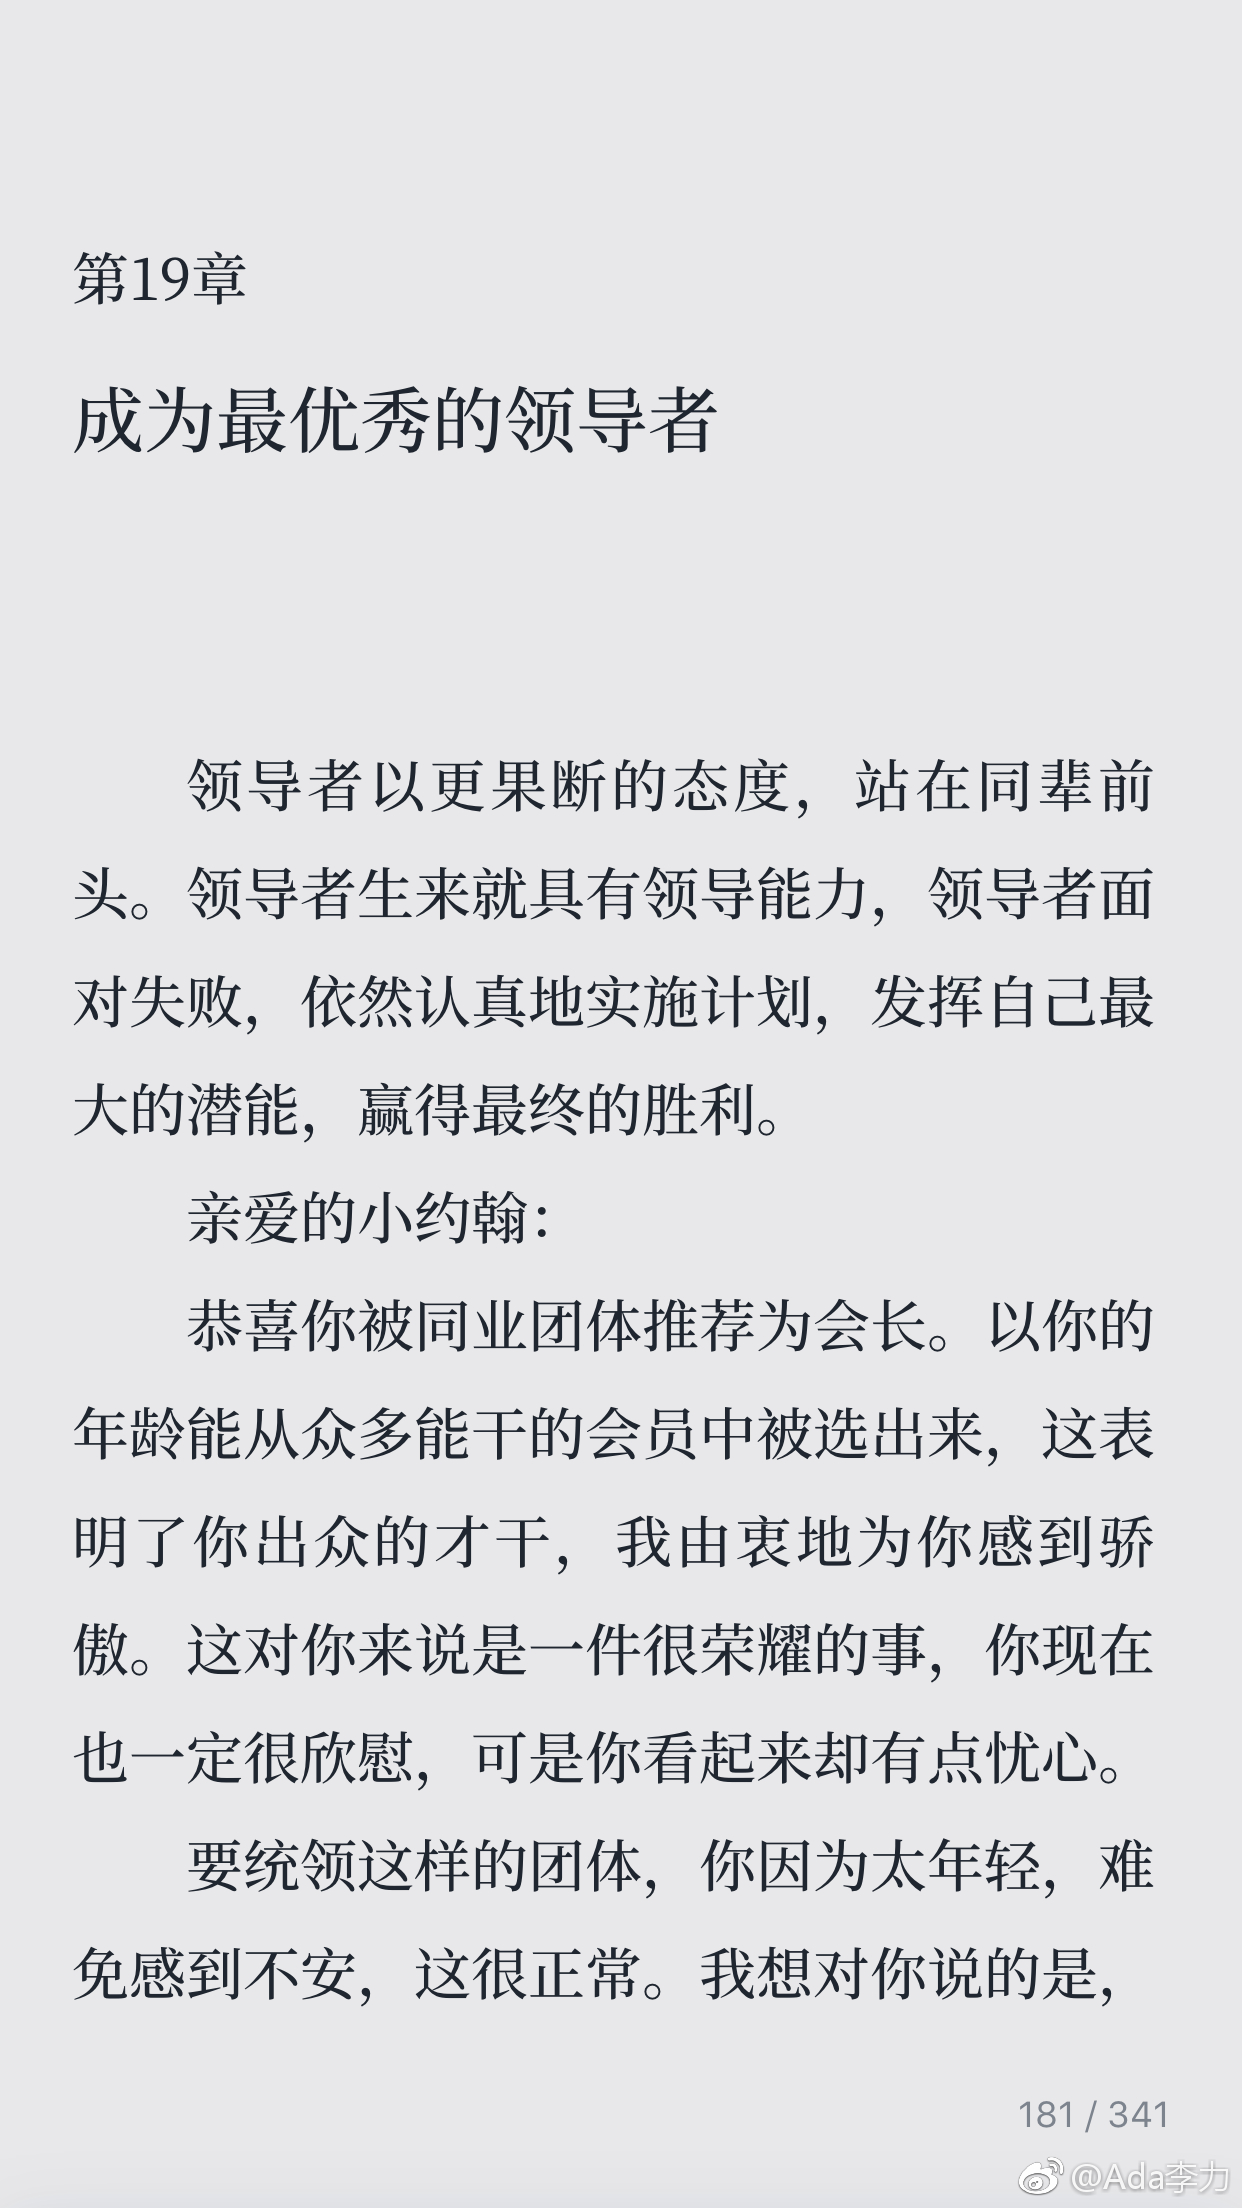 第19章
成为最优秀的领导者
领导者以更果断的态度，站在同辈前
头。领导者生来就具有领导能力，领导者面
对失败，依然认真地实施计划，发挥自己最
大的潜能，赢得最终的胜利。
亲爱的小约翰：
恭喜你被同业团体推荐为会长。以你的
年龄能从众多能干的会员中被选出来，这表
明了你出众的才干，我由衷地为你感到骄
傲。这对你来说是一件很荣耀的事，你现在
也一定很欣慰，可是你看起来却有点忧心。
要统领这样的团体，你因为太年轻，难
免感到不安，这很正常。我想对你说的是，
181 / 341
@Ada李力